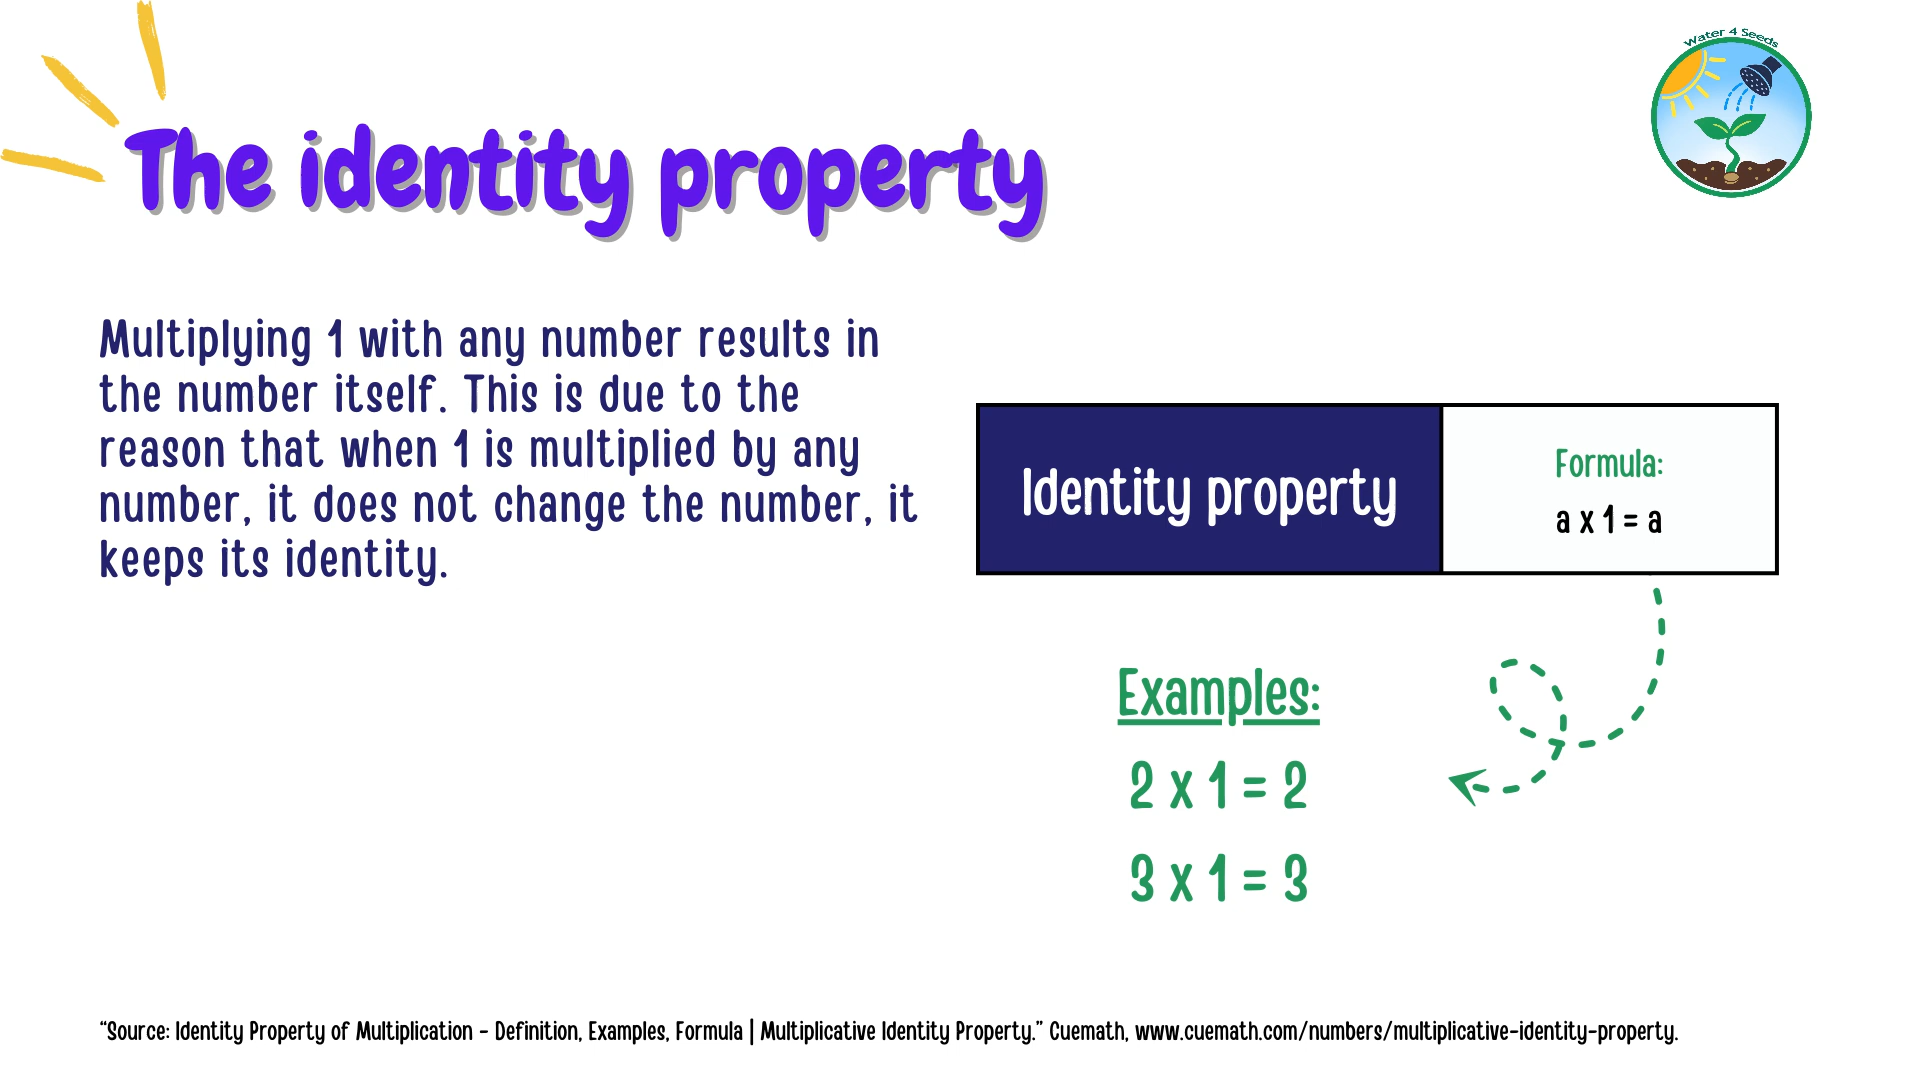 Water 4 Seeds
The identity property
Multiplying 1 with any number results in
the number itself. This is due to the
reason that when 1 is multiplied by any
number, it does not change the number, it
keeps its identity.
Identity property
Formula:
a x 1 = a
Examples:
2 x 1 = 2
3 x 1 = 3
“Source: Identity Property of Multiplication - Definition, Examples, Formula | Multiplicative Identity Property.” Cuemath, www.cuemath.com/numbers/multiplicative-identity-property.